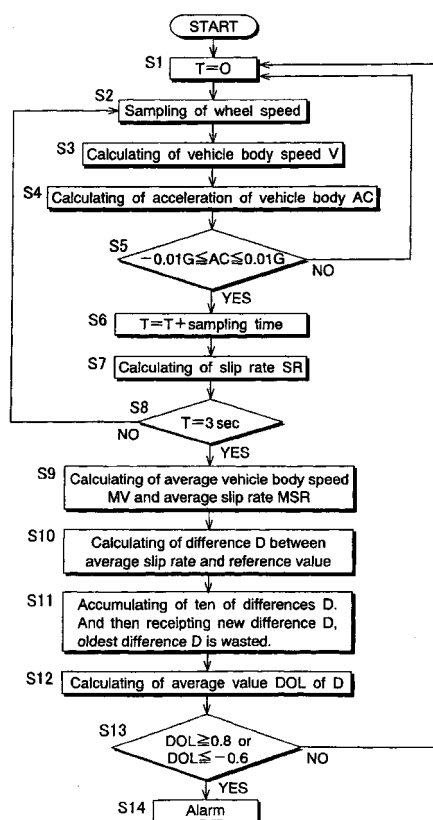 START
S1
T=0
S2
Sampling of wheel speed
S3
Calculating of vehicle body speed V
S4
Calculating of acceleration of vehicle body AC
S5
−0.01G≦AC≦0.01G
NO
YES
S6
T=T+sampling time
S7
Calculating of slip rate SR
S8
T=3 sec
NO
YES
S9
Calculating of average vehicle body speed
MV and average slip rate MSR
S10
Calculating of difference D between
average slip rate and reference value
S11
Accumulating of ten of differences D.
And then receipting new difference D,
oldest difference D is wasted.
S12
Calculating of average value DOL of D
S13
DOL≧0.8 or
DOL≦−0.6
NO
YES
S14
Alarm